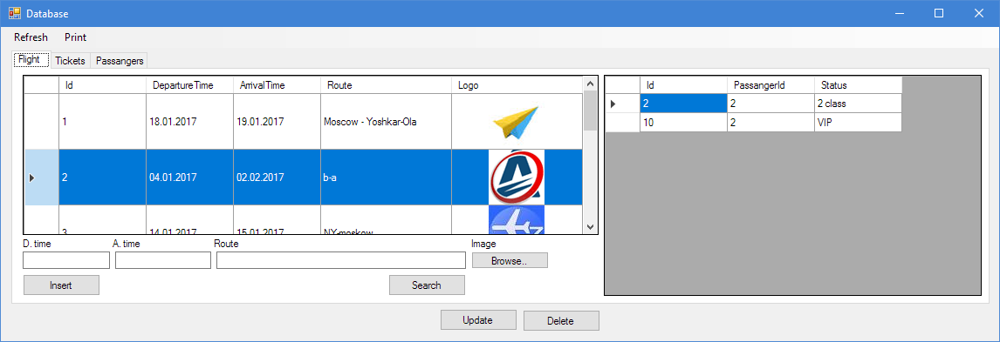 Database
Refresh Print
Flight Tickets Passangers
Id DepartureTime ArrivalTime Route Logo
1 18.01.2017 19.01.2017 Moscow - Yoshkar-Ola
2 04.01.2017 02.02.2017 b-a
3 14.01.2017 15.01.2017 NY-moskow
Id PassangerId Status
2 2 2 class
10 2 VIP
D. time A. time Route Image
Browse..
Insert Search
Update Delete